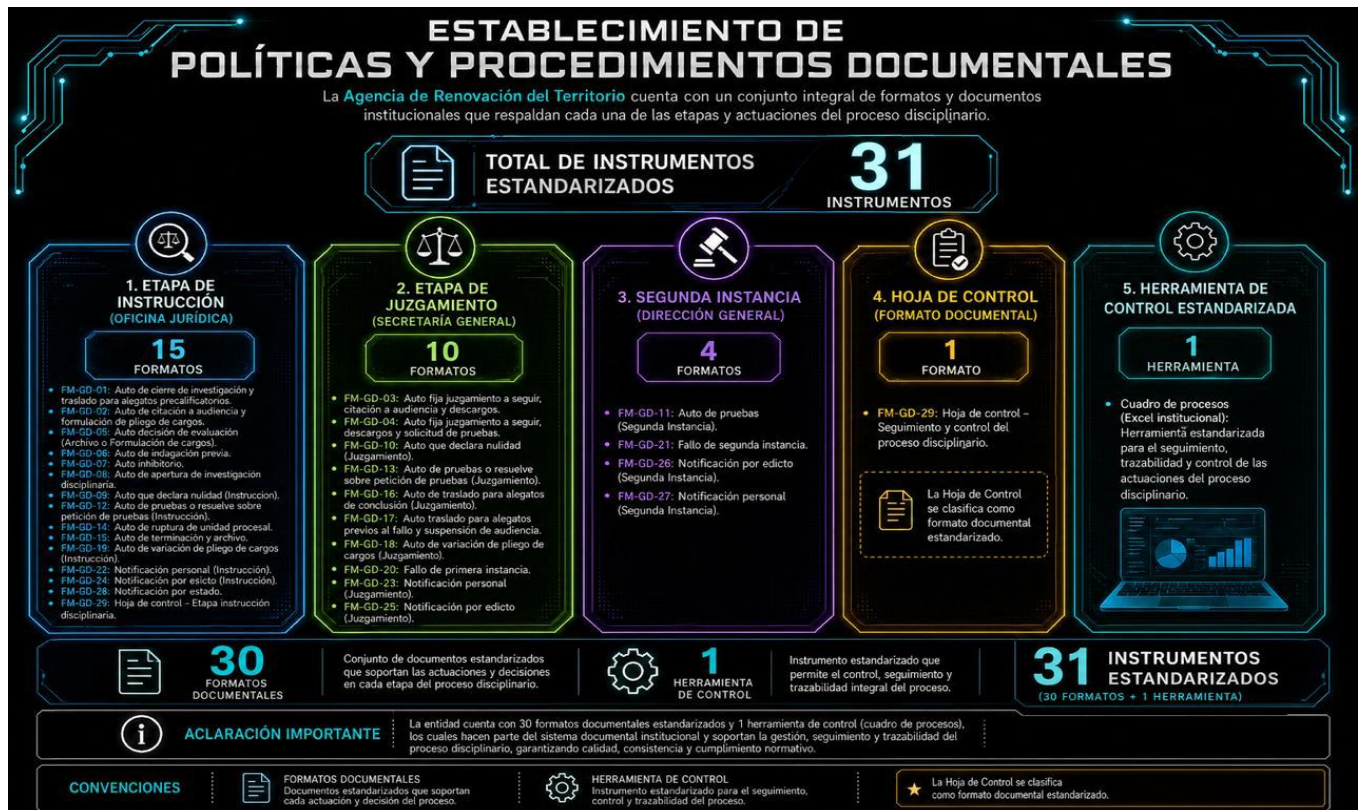 ESTABLECIMIENTO DE
POLÍTICAS Y PROCEDIMIENTOS DOCUMENTALES
La Agencia de Renovación del Territorio cuenta con un conjunto integral de formatos y documentos
institucionales que respaldan cada una de las etapas y actuaciones del proceso disciplinario.
TOTAL DE INSTRUMENTOS
ESTANDARIZADOS
31
INSTRUMENTOS
1. ETAPA DE
INSTRUCCIÓN
(OFICINA JURÍDICA)
15
FORMATOS
• FM-GD-01: Auto de cierre de investigación y
traslado para alegatos precalificatorios.
• FM-GD-02: Auto de citación a audiencia y
formulación de pliego de cargos.
• FM-GD-05: Auto decisión de evaluación
(Archivo o Formulación de cargos).
• FM-GD-06: Auto de indagación previa.
• FM-GD-07: Auto inhibitorio.
• FM-GD-08: Auto de apertura de investigación
disciplinaria.
• FM-GD-09: Auto que declara nulidad (Instruccion).
• FM-GD-12: Auto de pruebas o resuelve sobre
petición de pruebas (Instrucción).
• FM-GD-14: Auto de ruptura de unidad procesal.
• FM-GD-15: Auto de terminación y archivo.
• FM-GD-19: Auto de variación de pliego de cargos
(Instrucción).
• FM-GD-22: Notificación personal (Instrucción).
• FM-GD-24: Notificación por esicto (Instrucción).
• FM-GD-28: Notificación por estado.
• FM-GD-29: Hoja de control – Etapa instrucción
disciplinaria.
2. ETAPA DE
JUZGAMIENTO
(SECRETARÍA GENERAL)
10
FORMATOS
• FM-GD-03: Auto fija juzgamiento a seguir,
citación a audiencia y descargos.
• FM-GD-04: Auto fija juzgamiento a seguir,
descargos y solicitud de pruebas.
• FM-GD-10: Auto que declara nulidad
(Juzgamiento).
• FM-GD-13: Auto de pruebas o resuelve
sobre petición de pruebas (Juzgamiento).
• FM-GD-16: Auto de traslado para alegatos
de conclusión (Juzgamiento).
• FM-GD-17: Auto traslado para alegatos
previos al fallo y suspensión de audiencia.
• FM-GD-18: Auto de variación de pliego de
cargos (Juzgamiento).
• FM-GD-20: Fallo de primera instancia.
• FM-GD-23: Notificación personal
(Juzgamiento).
• FM-GD-25: Notificación por edicto
(Juzgamiento).
3. SEGUNDA INSTANCIA
(DIRECCIÓN GENERAL)
4
FORMATOS
• FM-GD-11: Auto de pruebas
(Segunda Instancia).
• FM-GD-21: Fallo de segunda instancia.
• FM-GD-26: Notificación por edicto
(Segunda Instancia).
• FM-GD-27: Notificación personal
(Segunda Instancia).
4. HOJA DE CONTROL
(FORMATO DOCUMENTAL)
1
FORMATO
• FM-GD-29: Hoja de control –
Seguimiento y control del
proceso disciplinario.
La Hoja de Control
se clasifica como
formato documental
estandarizado.
5. HERRAMIENTA DE
CONTROL ESTANDARIZADA
1
HERRAMIENTA
• Cuadro de procesos
(Excel institucional):
Herramienta estandarizada
para el seguimiento,
trazabilidad y control de las
actuaciones del proceso
disciplinario.
30
FORMATOS
DOCUMENTALES
Conjunto de documentos estandarizados
que soportan las actuaciones y decisiones
en cada etapa del proceso disciplinario.
1
HERRAMIENTA
DE CONTROL
Instrumento estandarizado que
permite el control, seguimiento y
trazabilidad integral del proceso.
31
INSTRUMENTOS
ESTANDARIZADOS
(30 FORMATOS + 1 HERRAMIENTA)
i
ACLARACIÓN IMPORTANTE
La entidad cuenta con 30 formatos documentales estandarizados y 1 herramienta de control (cuadro de procesos),
los cuales hacen parte del sistema documental institucional y soportan la gestión, seguimiento y trazabilidad del
proceso disciplinario, garantizando calidad, consistencia y cumplimiento normativo.
CONVENCIONES
FORMATOS DOCUMENTALES
Documentos estandarizados que soportan
cada actuación y decisión del proceso.
HERRAMIENTA DE CONTROL
Instrumento estandarizado para el seguimiento,
control y trazabilidad del proceso.
La Hoja de Control se clasifica
como formato documental estandarizado.